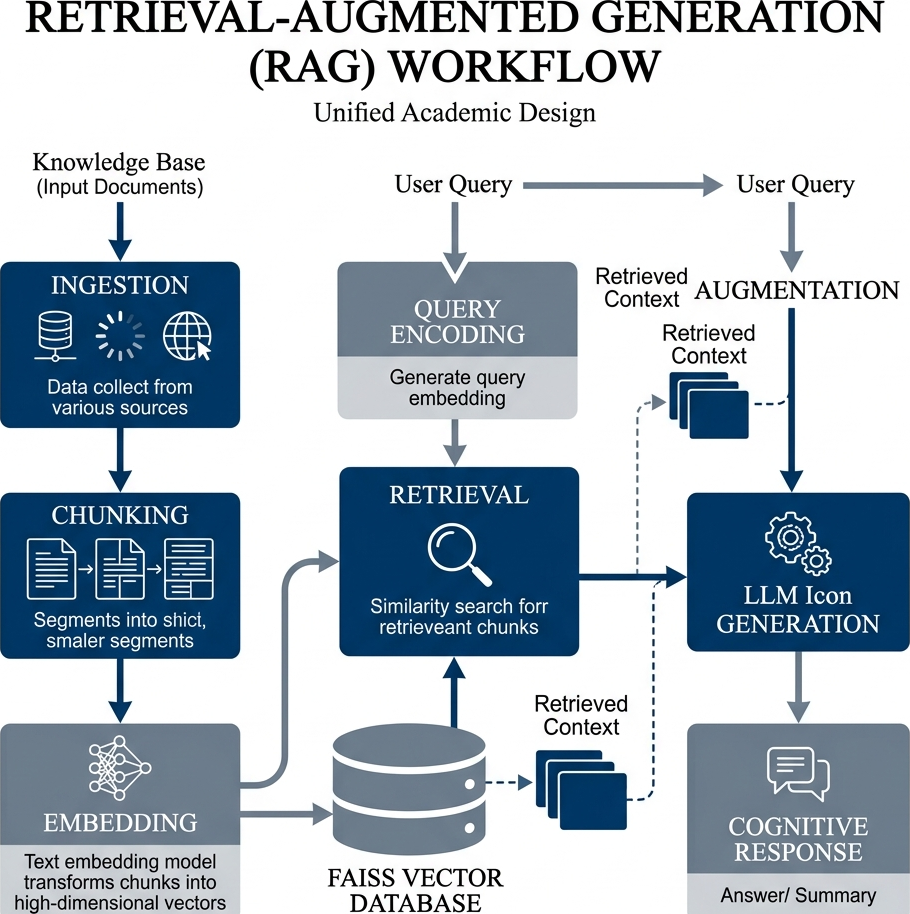 RETRIEVAL-AUGMENTED GENERATION
(RAG) WORKFLOW
Unified Academic Design
Knowledge Base
(Input Documents)
INGESTION
Data collect from
various sources
CHUNKING
Segments into shict,
smaler segments
EMBEDDING
Text embedding model
transforms chunks into
high-dimensional vectors
User Query
QUERY
ENCODING
Generate query
embedding
RETRIEVAL
Similarity search forr
retrieveant chunks
FAISS VECTOR
DATABASE
Retrieved
Context
User Query
Retrieved
Context
AUGMENTATION
Retrieved
Context
LLM Icon
GENERATION
COGNITIVE
RESPONSE
Answer/ Summary